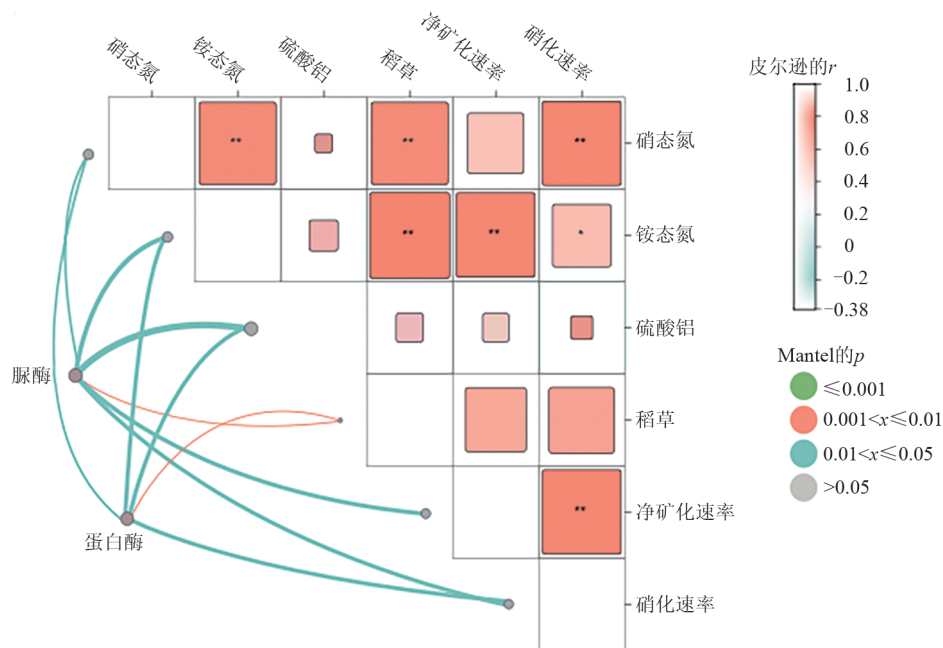 硝态氮
铵态氮
硫酸铝
稻草
净矿化速率
硝化速率
皮尔逊的r
1.0
0.8
0.6
0.4
0.2
0
−0.2
−0.38
** ** **
硝态氮
** ** *
铵态氮
硫酸铝
稻草
**
净矿化速率
硝化速率
脲酶
蛋白酶
Mantel的p
≤0.001
0.001<x≤0.01
0.01<x≤0.05
>0.05